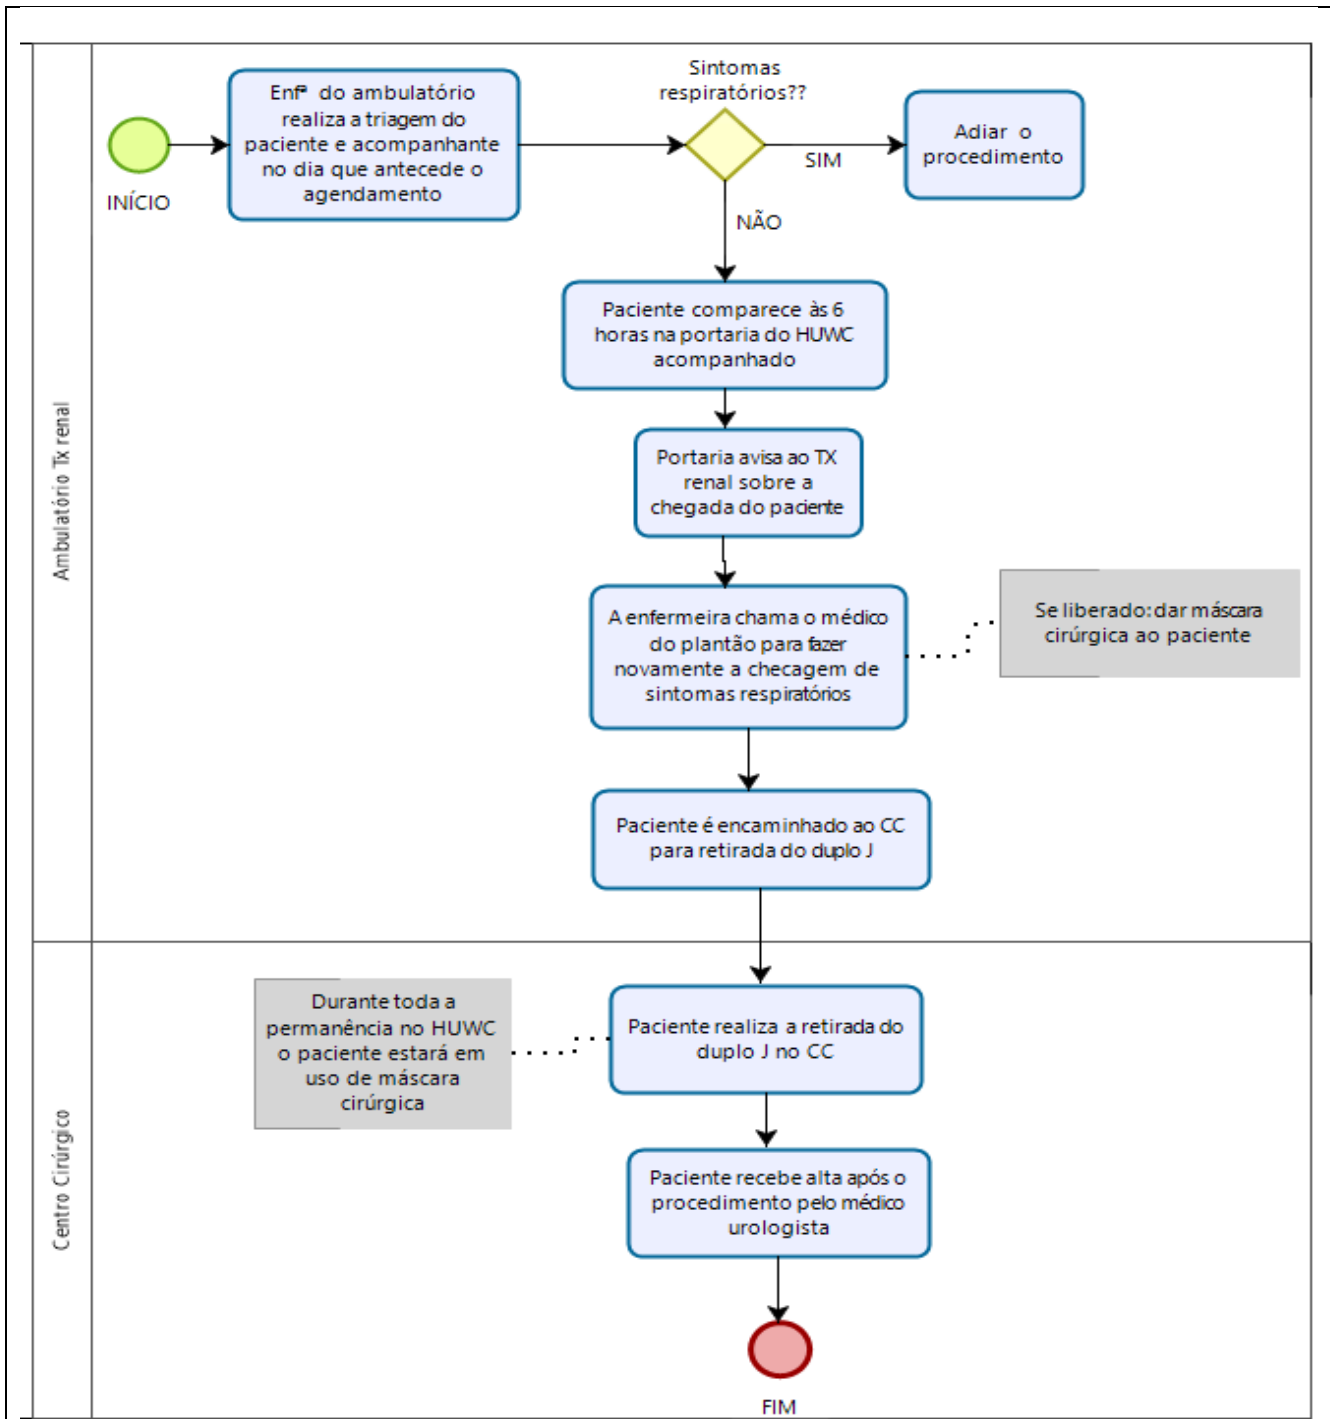 Sintomas
respiratórios??
Enfª do ambulatório
realiza a triagem do
paciente e acompanhante
no dia que antecede o
agendamento
Adiar o
procedimento
SIM
INÍCIO
NÃO
Paciente comparece às 6
horas na portaria do HUWC
acompanhado
Portaria avisa ao TX
renal sobre a
chegada do paciente
A enfermeira chama o médico
do plantão para fazer
novamente a checagem de
sintomas respiratórios
Se liberado: dar máscara
cirúrgica ao paciente
Paciente é encaminhado ao CC
para retirada do duplo J
Ambulatório Tx renal
Durante toda a
permanência no HUWC
o paciente estará em
uso de máscara
cirúrgica
Paciente realiza a retirada do
duplo J no CC
Paciente recebe alta após o
procedimento pelo médico
urologista
Centro Cirúrgico
FIM